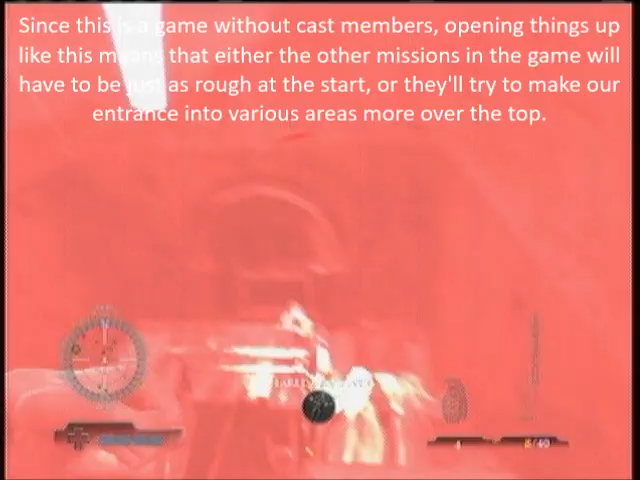 Since this is a game without cast members, opening things up
like this means that either the other missions in the game will
have to be just as rough at the start, or they'll try to make our
entrance into various areas more over the top.